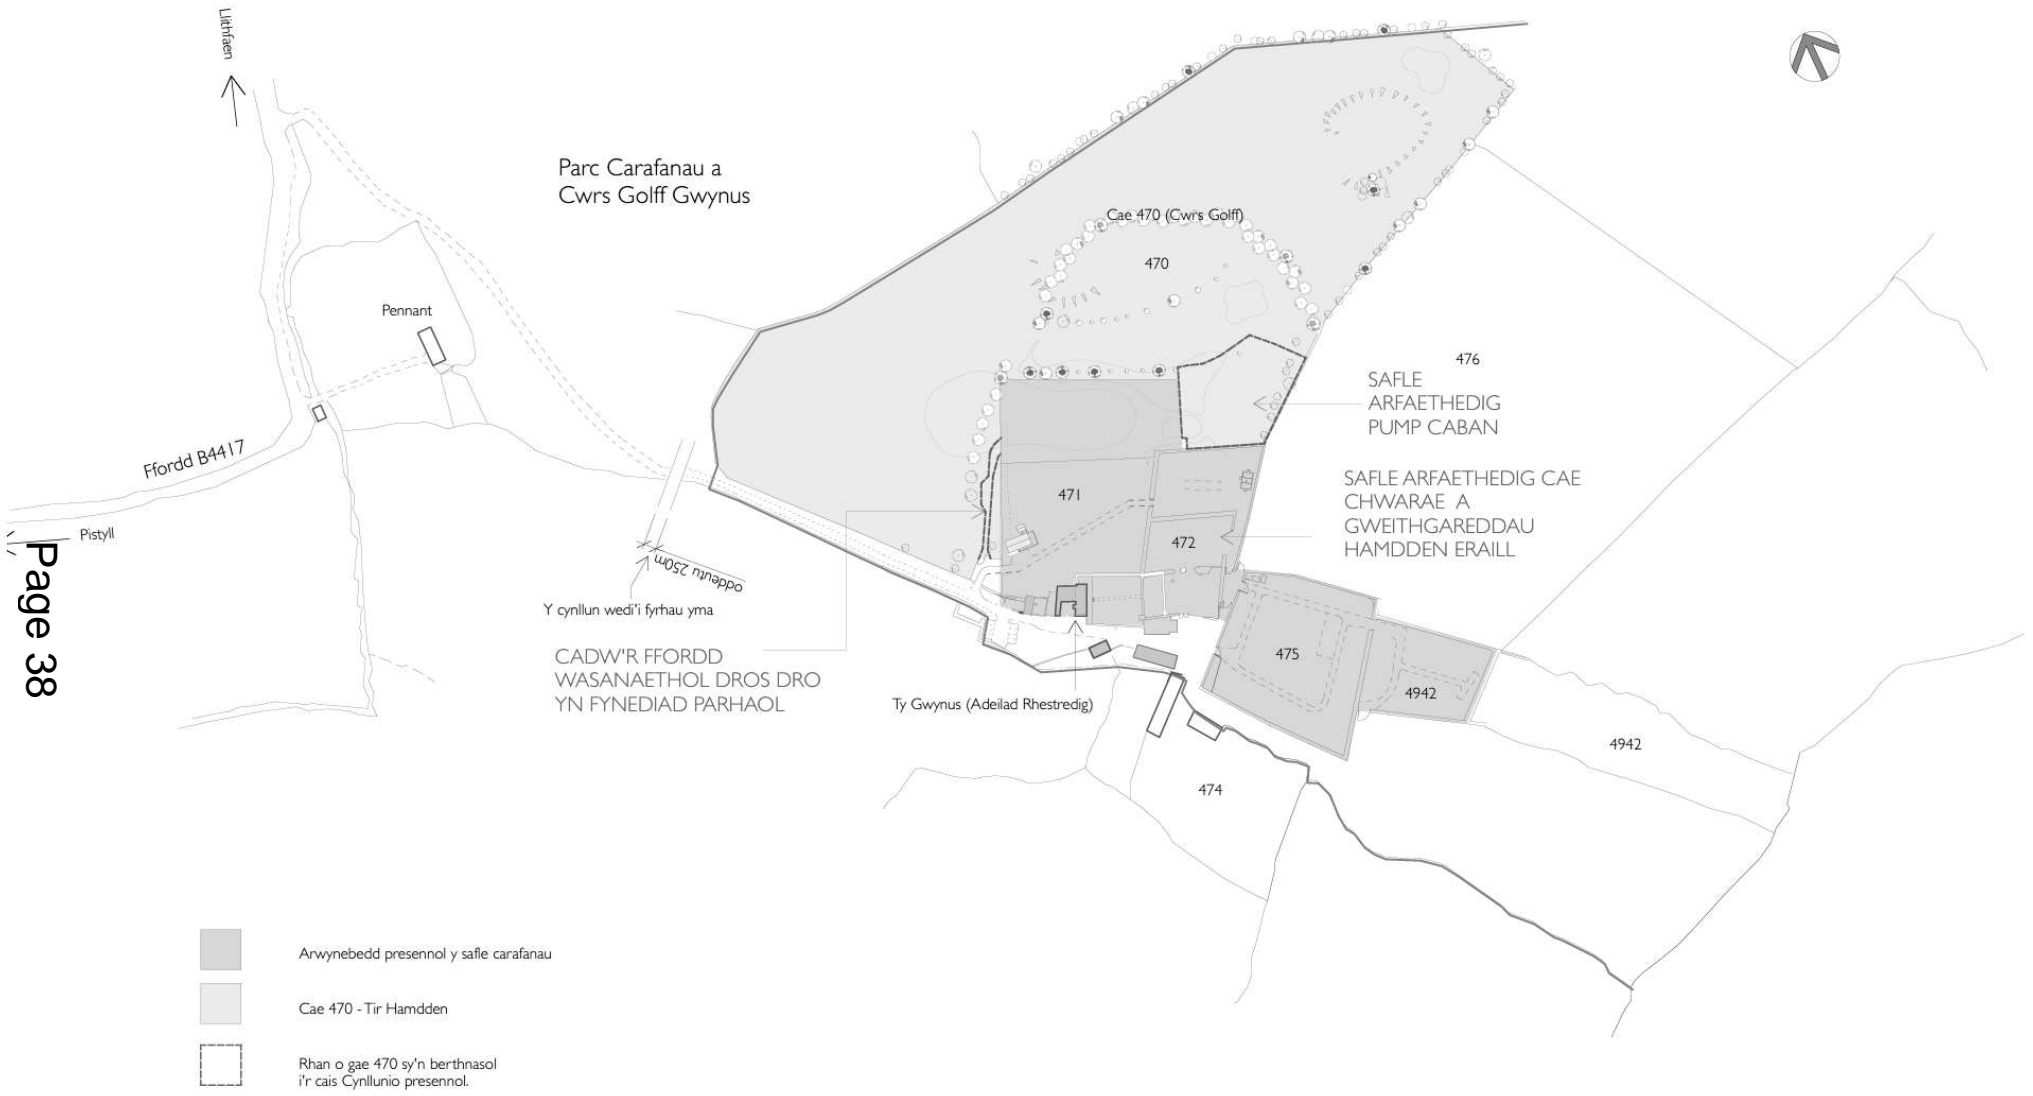 Llithfaen
Parc Carafanau a
Cwrs Golff Gwynus
Cae 470 (Cwrs Golff)
470
Pennant
476
SAFLE
ARFAETHEDIG
PUMP CABAN
Ffordd B4417
SAFLE ARFAETHEDIG CAE
CHWARAE A
GWEITHGAREDDAU
HAMDDEN ERAILL
471
472
Pistyll
Page 38
oddeutu 250m
Y cynllun wedi'i fyrhau yma
CADW'R FFORDD
WASANAETHOL DROS DRO
YN FYNEDIAD PARHAOL
475
4942
Ty Gwynus (Adeilad Rhestredig)
4942
474
Arwynebedd presennol y safle carafanau
Cae 470 - Tir Hamdden
Rhan o gae 470 sy'n berthnasol
i'r cais Cynllunio presennol.